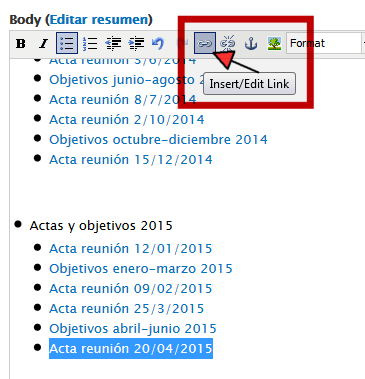 Body (Editar resumen)
B I Format
Acta reunión 3/6/2014
Objetivos junio-agosto 2
Insert/Edit Link
Acta reunión 8/7/2014
Acta reunión 2/10/2014
Objetivos octubre-diciembre 2014
Acta reunión 15/12/2014
Actas y objetivos 2015
Acta reunión 12/01/2015
Objetivos enero-marzo 2015
Acta reunión 09/02/2015
Acta reunión 25/3/2015
Objetivos abril-junio 2015
Acta reunión 20/04/2015